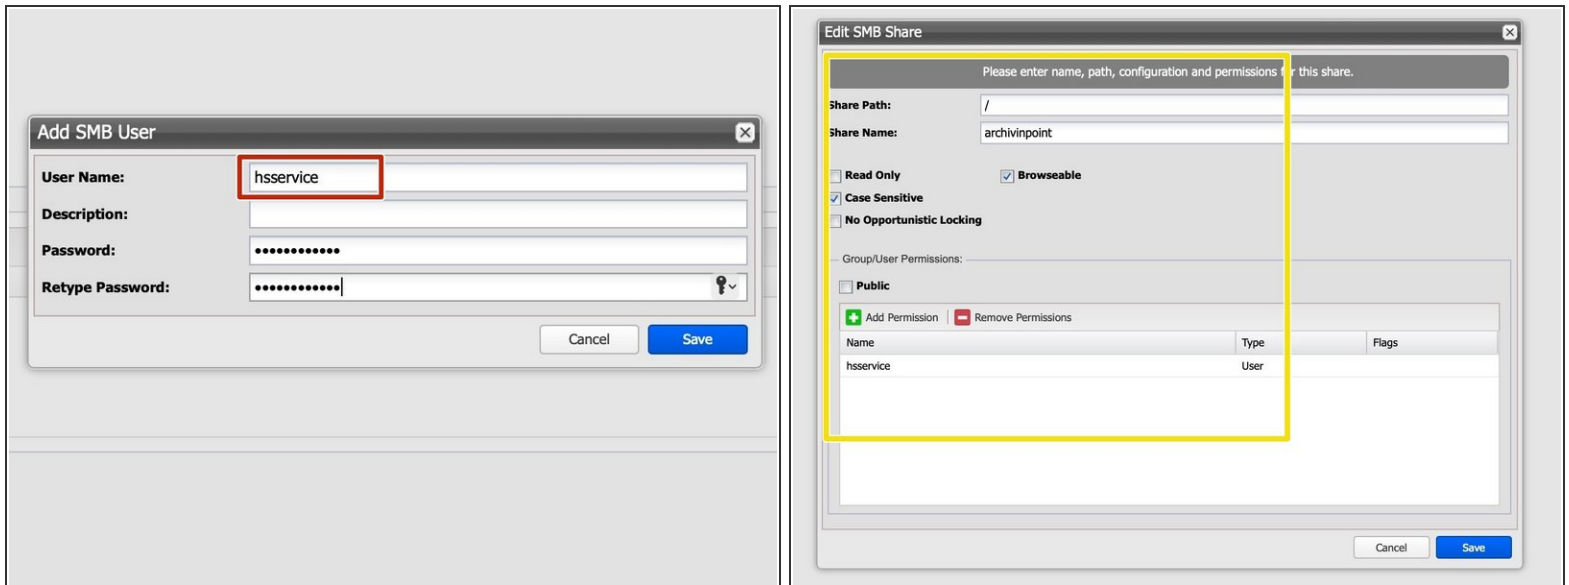 Add SMB User
User Name: hsservice
Description:
Password: ••••••••••••
Retype Password: ••••••••••••
Cancel Save
Edit SMB Share
Please enter name, path, configuration and permissions for this share.
Share Path: /
Share Name: archivinpoint
Read Only Browseable
Case Sensitive
No Opportunistic Locking
Group/User Permissions:
Public
Add Permission Remove Permissions
Name Type Flags
hsservice User
Cancel Save